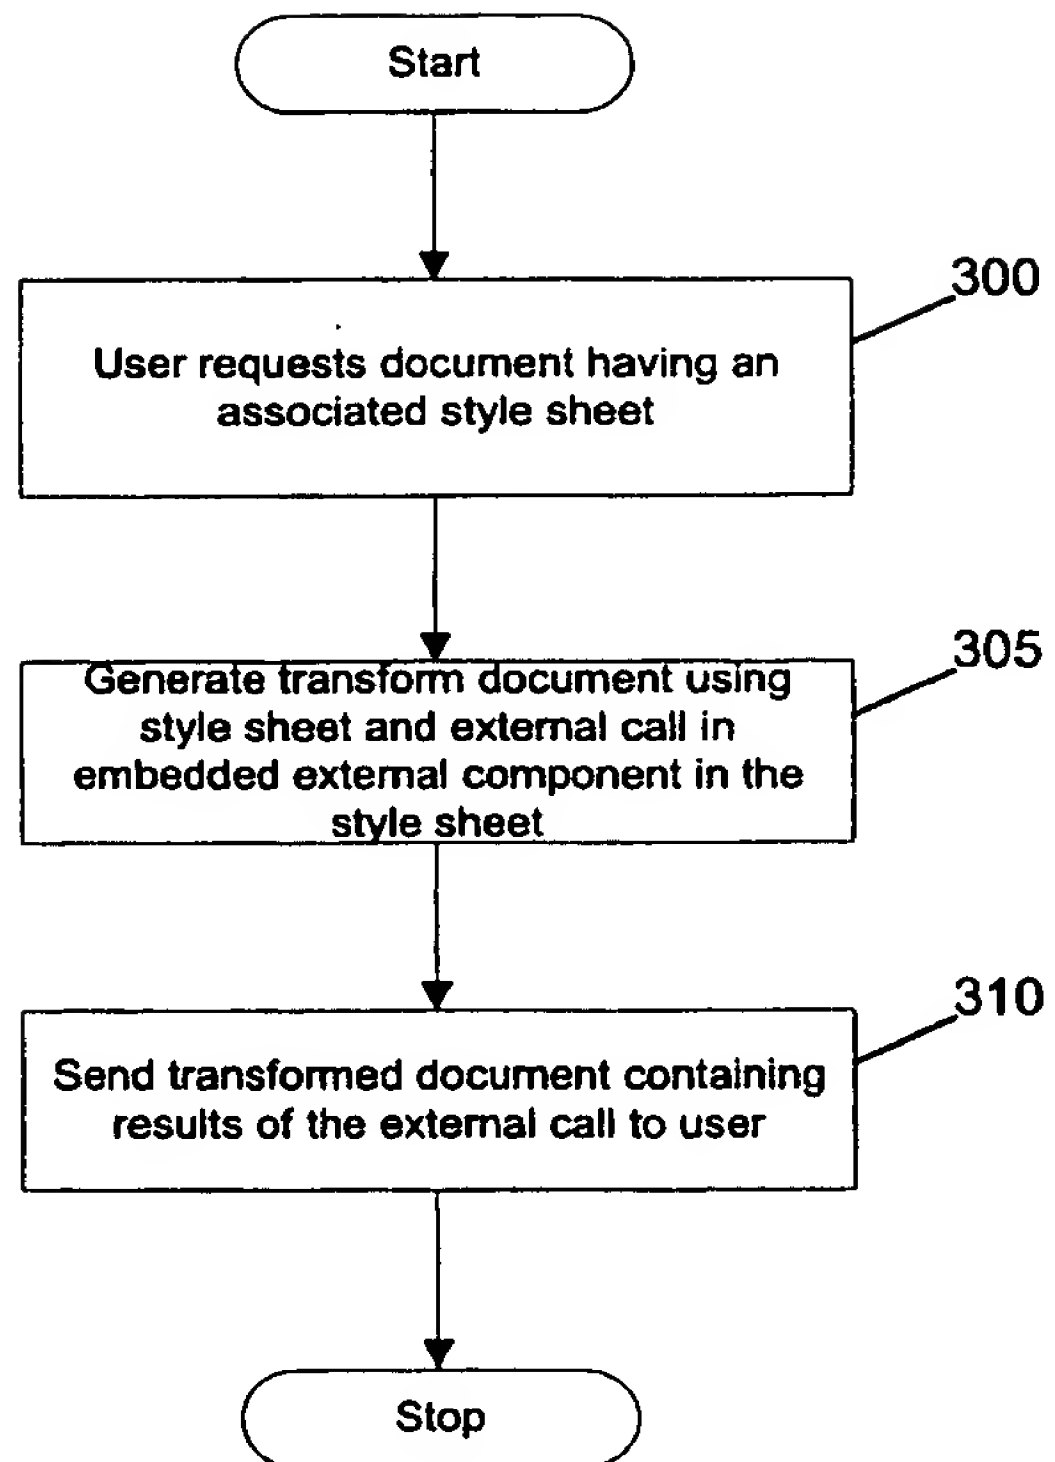 Start
300
User requests document having an
associated style sheet
305
Generate transform document using
style sheet and external call in
embedded external component in the
style sheet
310
Send transformed document containing
results of the external call to user
Stop